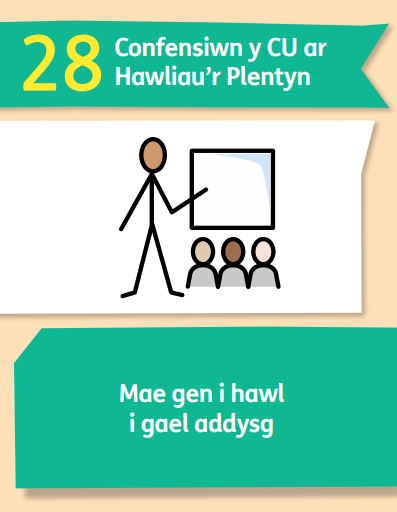 28
Confensiwn y CU ar
Hawliau’r Plentyn
Mae gen i hawl
i gael addysg